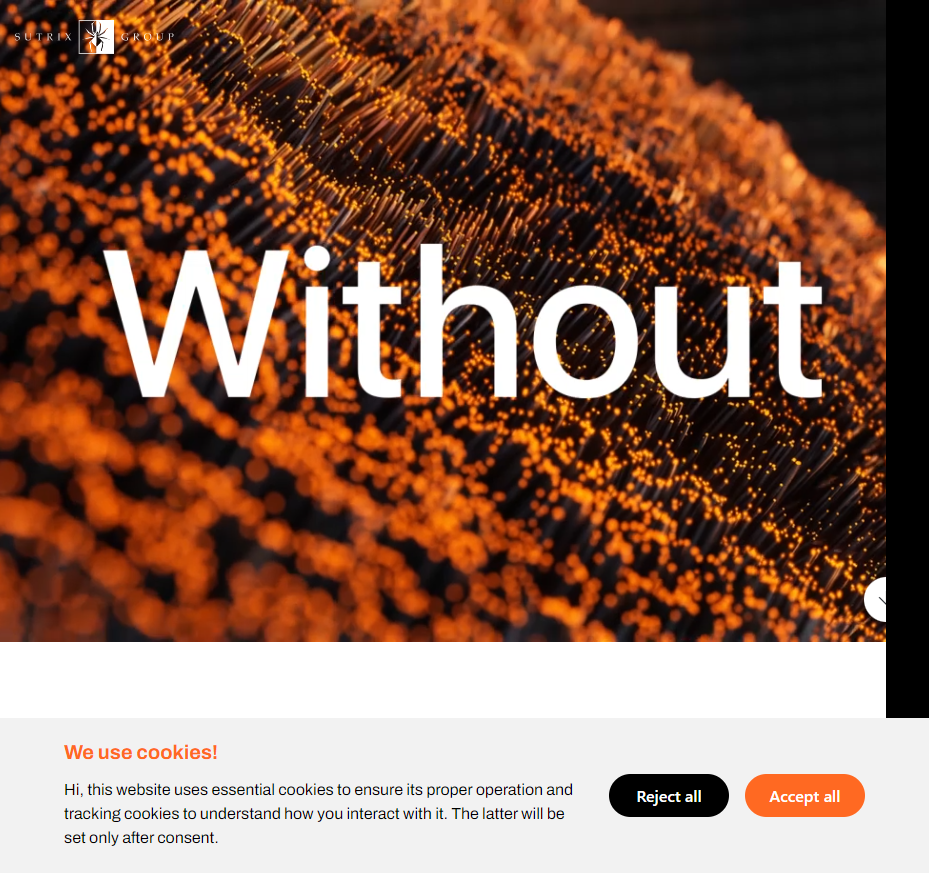 SUTRIX GROUP
Without
We use cookies!
Hi, this website uses essential cookies to ensure its proper operation and
tracking cookies to understand how you interact with it. The latter will be
set only after consent.
Reject all
Accept all